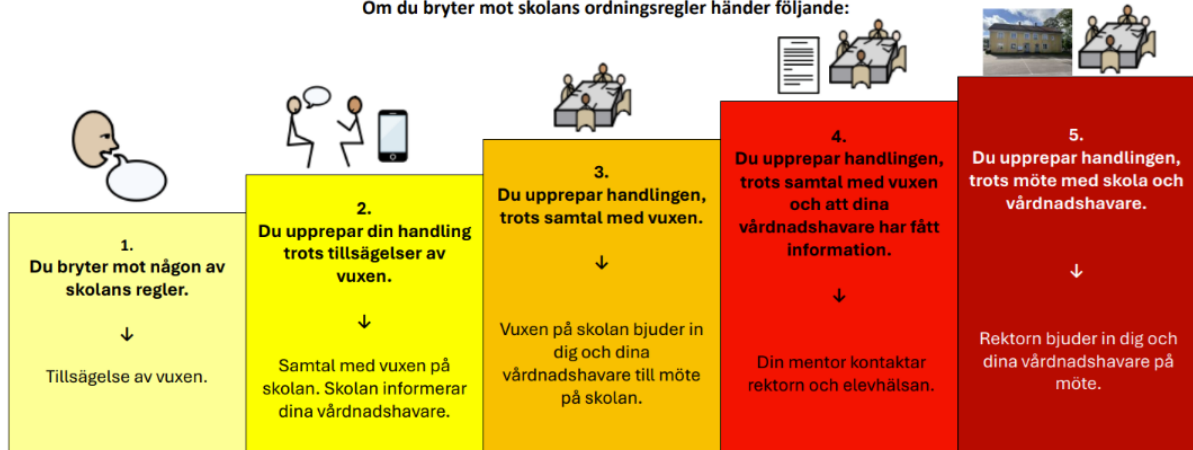 Om du bryter mot skolans ordningsregler händer följande:
1.
Du bryter mot någon av
skolans regler.
↓
Tillsägelse av vuxen.
2.
Du upprepar din handling
trots tillsägelser av
vuxen.
↓
Samtal med vuxen på
skolan. Skolan informerar
dina vårdnadshavare.
3.
Du upprepar handlingen,
trots samtal med vuxen.
↓
Vuxen på skolan bjuder in
dig och dina
vårdnadshavare till möte
på skolan.
4.
Du upprepar handlingen,
trots samtal med vuxen
och att dina
vårdnadshavare har fått
information.
↓
Din mentor kontaktar
rektorn och elevhälsan.
5.
Du upprepar handlingen,
trots möte med skola och
vårdnadshavare.
↓
Rektorn bjuder in dig och
dina vårdnadshavare på
möte.